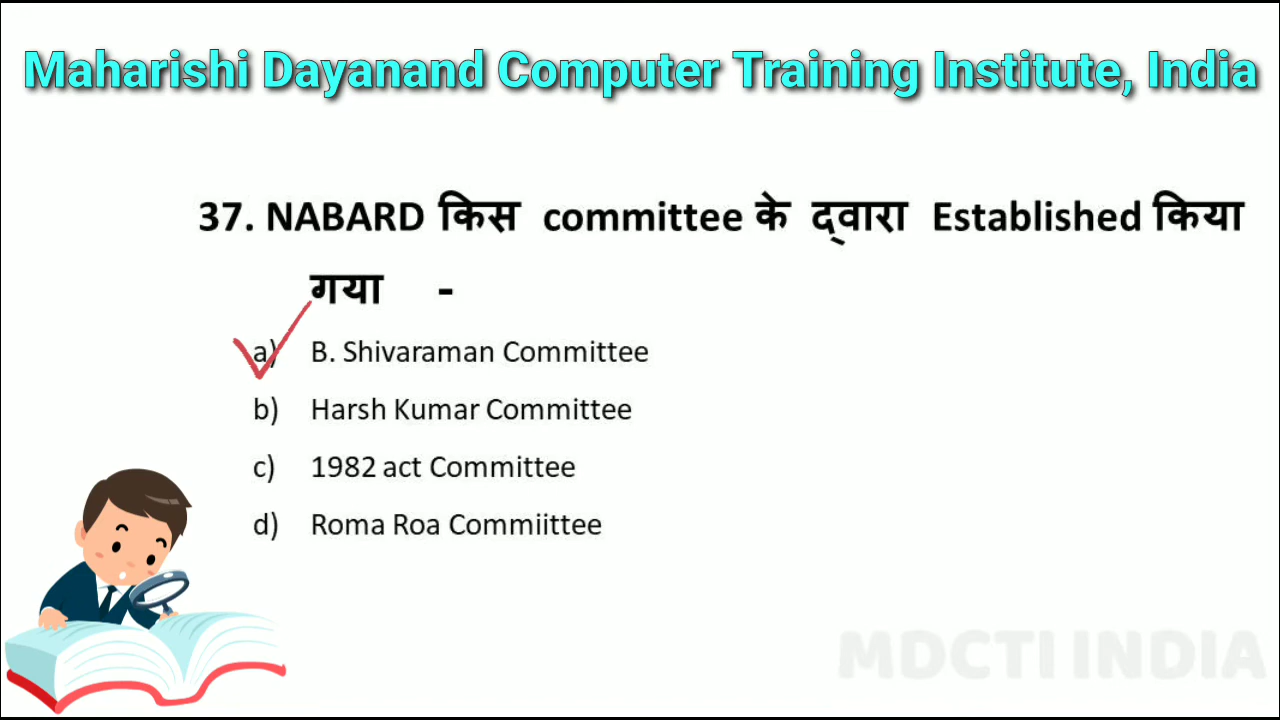 Maharishi Dayanand Computer Training Institute, India
37. NABARD किस committee के द्वारा Established किया
गया -
a) B. Shivaraman Committee
b) Harsh Kumar Committee
c) 1982 act Committee
d) Roma Roa Commiittee
MDCTI INDIA